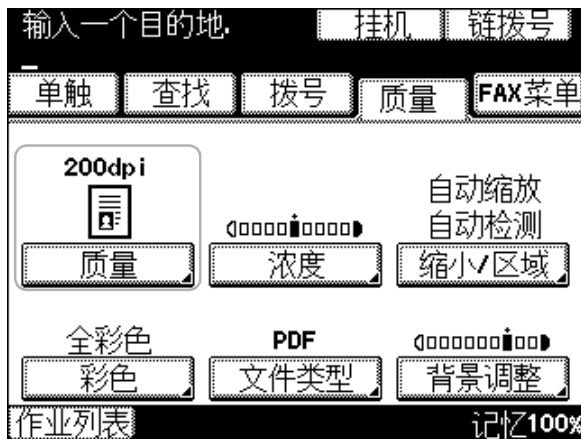 输入一个目的地. 挂机 链拨号
单触 查找 拨号 质量 FAX菜单
200dpi
自动缩放
自动检测
质量 浓度 缩小/区域
全彩色 PDF
彩色 文件类型 背景调整
作业列表 记忆100%